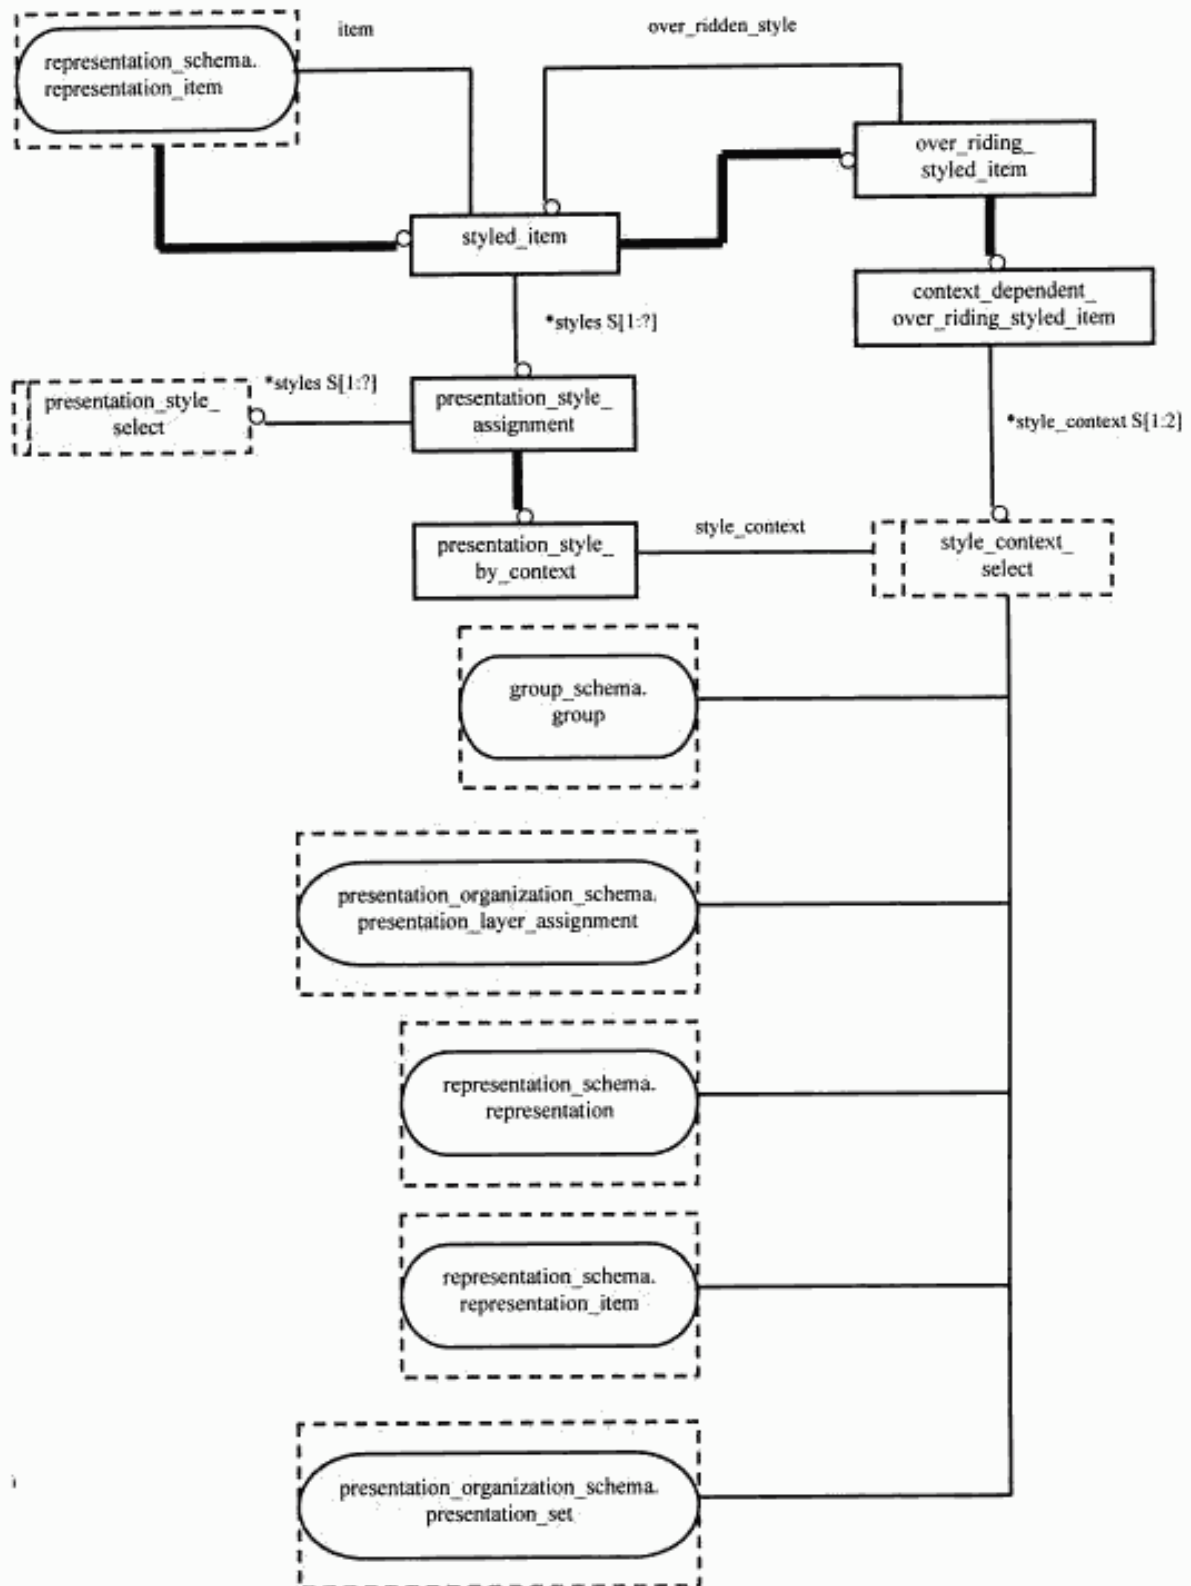 item
over_ridden_style
representation_schema.
representation_item
over_riding_
styled_item
styled_item
context_dependent_
over_riding_styled_item
*styles S[1:?]
*styles S[1:?]
presentation_style_
select
presentation_style_
assignment
*style_context S[1:2]
presentation_style_
by_context
style_context
style_context_
select
group_schema.
group
presentation_organization_schema.
presentation_layer_assignment
representation_schema.
representation
representation_schema.
representation_item
presentation_organization_schema.
presentation_set